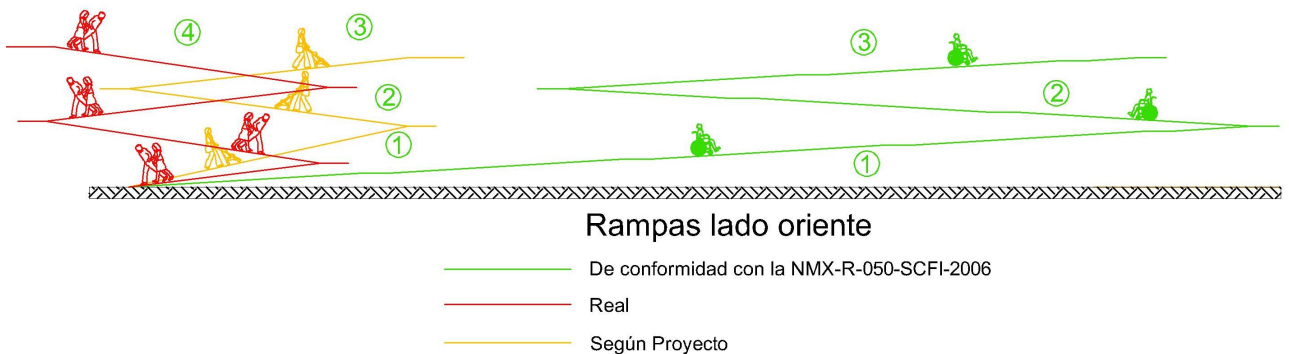 ④ ③ ③
② ②
① ①
Rampas lado oriente
De conformidad con la NMX-R-050-SCFI-2006
Real
Según Proyecto